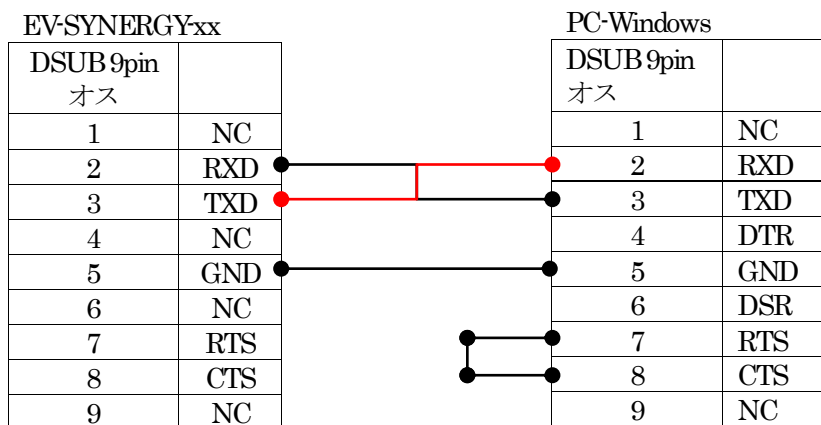 EV-SYNERGY-xx
DSUB 9pin
オス
1 NC
2 RXD
3 TXD
4 NC
5 GND
6 NC
7 RTS
8 CTS
9 NC
PC-Windows
DSUB 9pin
オス
1 NC
2 RXD
3 TXD
4 DTR
5 GND
6 DSR
7 RTS
8 CTS
9 NC